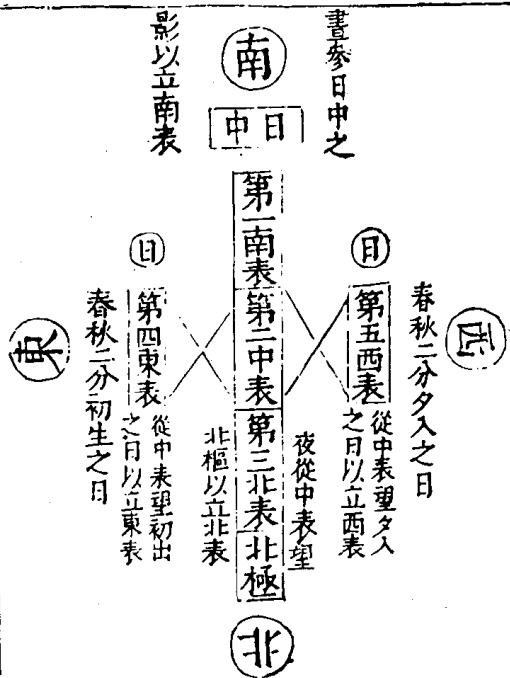 南
晝參日中之
影以立南表
日中
第一南表
第二中表
第三北表
北極
西
春秋二分夕入之日
日
第五西表
從中表望夕入
之日以立西表
夜從中表望
北樞以立北表
日
第四東表
從中表望初出
之日以立東表
春秋二分初生之日
東
北